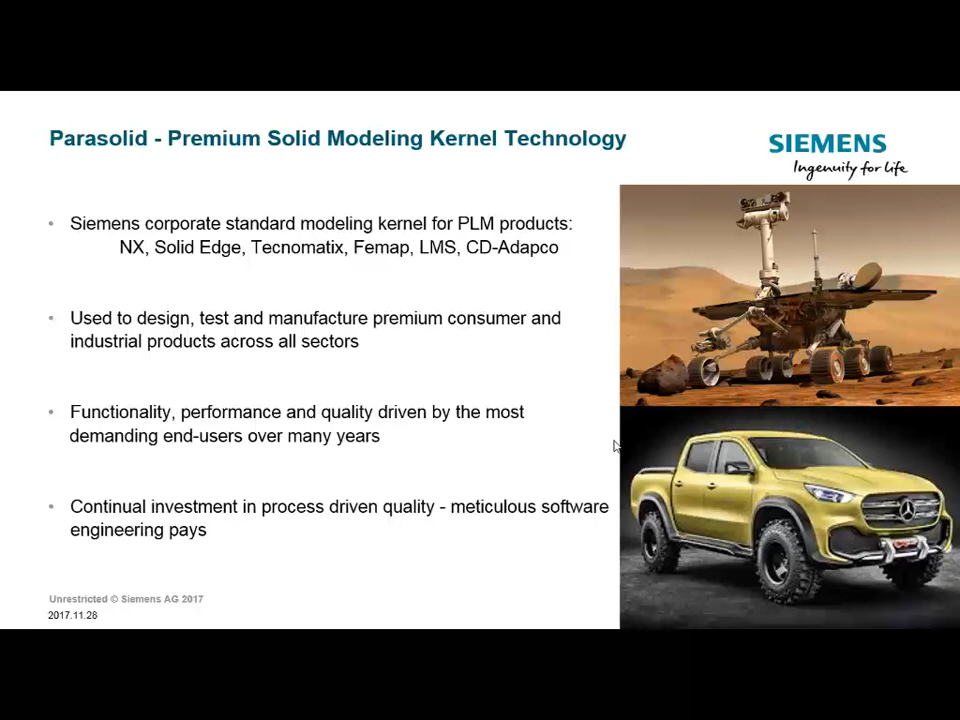 Parasolid - Premium Solid Modeling Kernel Technology
SIEMENS
Ingenuity for life
• Siemens corporate standard modeling kernel for PLM products:
NX, Solid Edge, Tecnomatix, Femap, LMS, CD-Adapco
• Used to design, test and manufacture premium consumer and
industrial products across all sectors
• Functionality, performance and quality driven by the most
demanding end-users over many years
• Continual investment in process driven quality - meticulous software
engineering pays
Unrestricted © Siemens AG 2017
2017.11.28